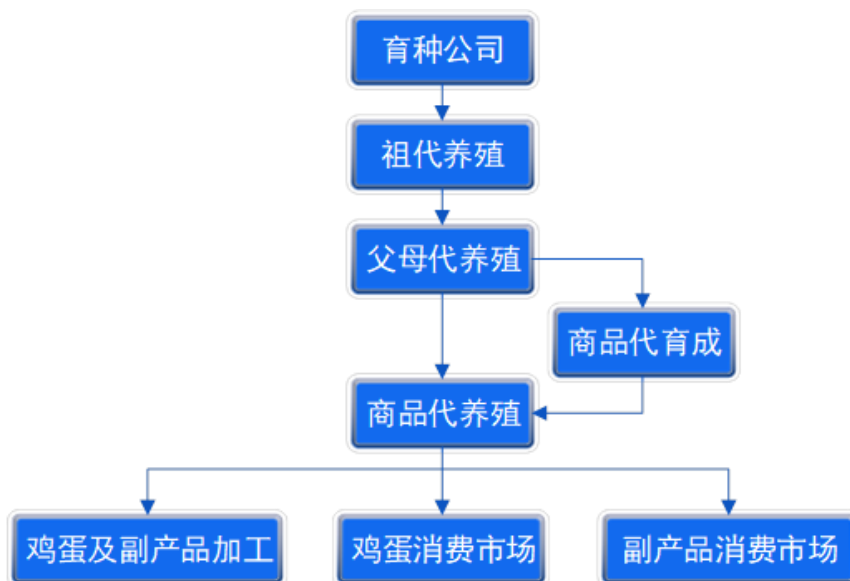 育种公司
祖代养殖
父母代养殖
商品代育成
商品代养殖
鸡蛋及副产品加工
鸡蛋消费市场
副产品消费市场